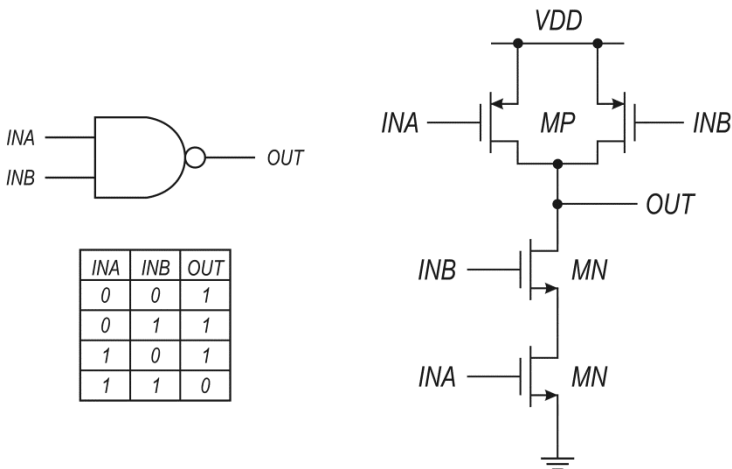 INA
INB
OUT
INA INB OUT
0 0 1
0 1 1
1 0 1
1 1 0
VDD
INA MP INB
OUT
INB MN
INA MN